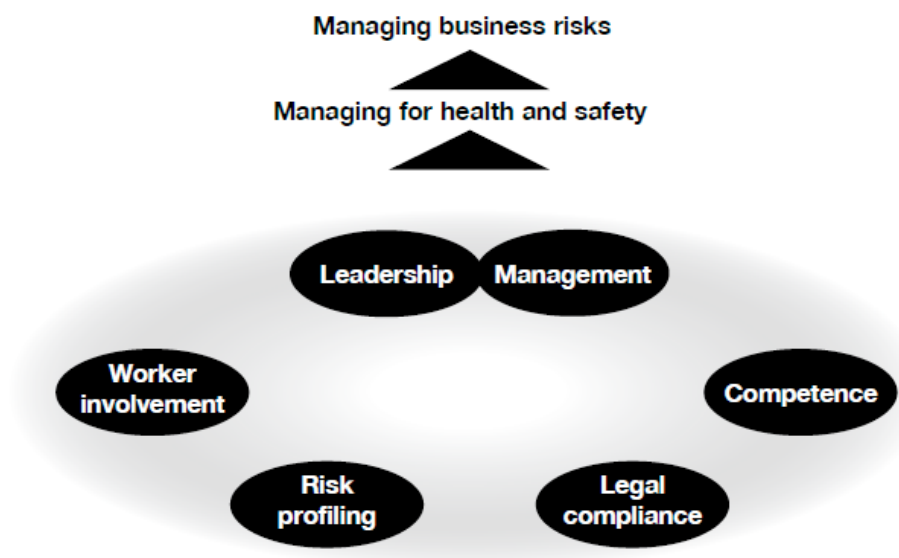 Managing business risks
Managing for health and safety
Leadership
Management
Worker
involvement
Competence
Risk
profiling
Legal
compliance